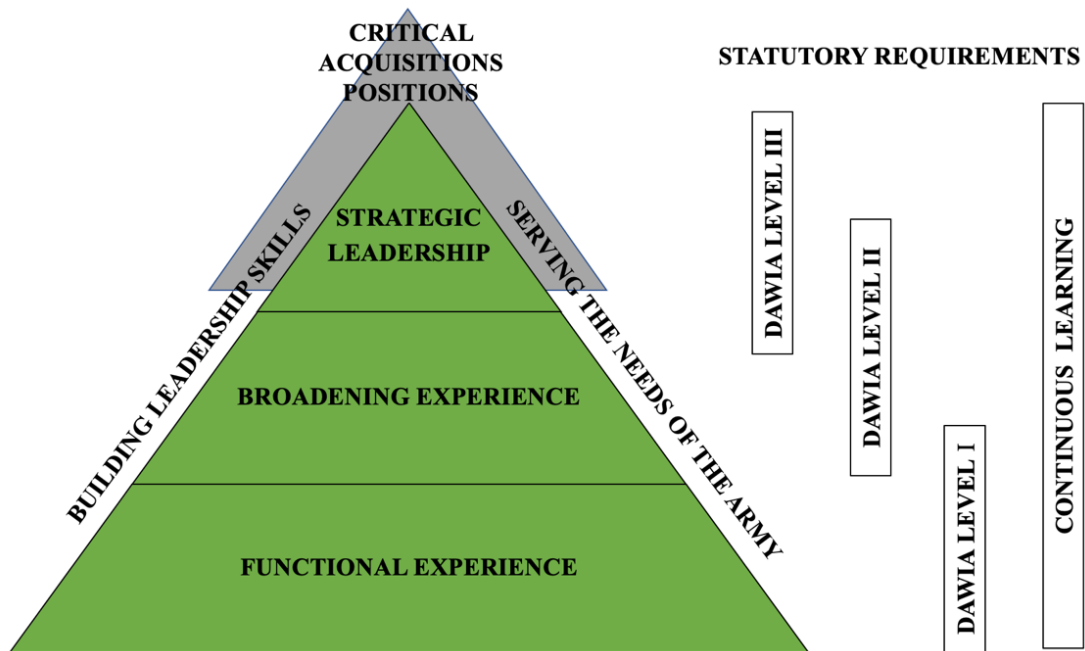 CRITICAL
ACQUISITIONS
POSITIONS
STATUTORY REQUIREMENTS
STRATEGIC
LEADERSHIP
BROADENING EXPERIENCE
FUNCTIONAL EXPERIENCE
BUILDING LEADERSHIP SKILLS
SERVING THE NEEDS OF THE ARMY
DAWIA LEVEL III
DAWIA LEVEL II
DAWIA LEVEL I
CONTINUOUS LEARNING